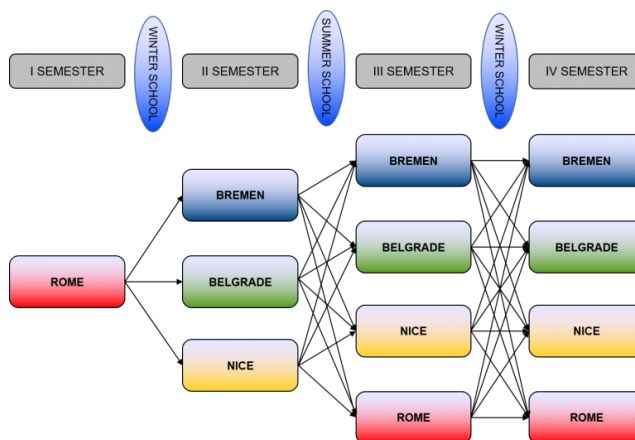 I SEMESTER
WINTER SCHOOL
II SEMESTER
SUMMER SCHOOL
III SEMESTER
WINTER SCHOOL
IV SEMESTER
ROME
BREMEN
BELGRADE
NICE
BREMEN
BELGRADE
NICE
ROME
BREMEN
BELGRADE
NICE
ROME